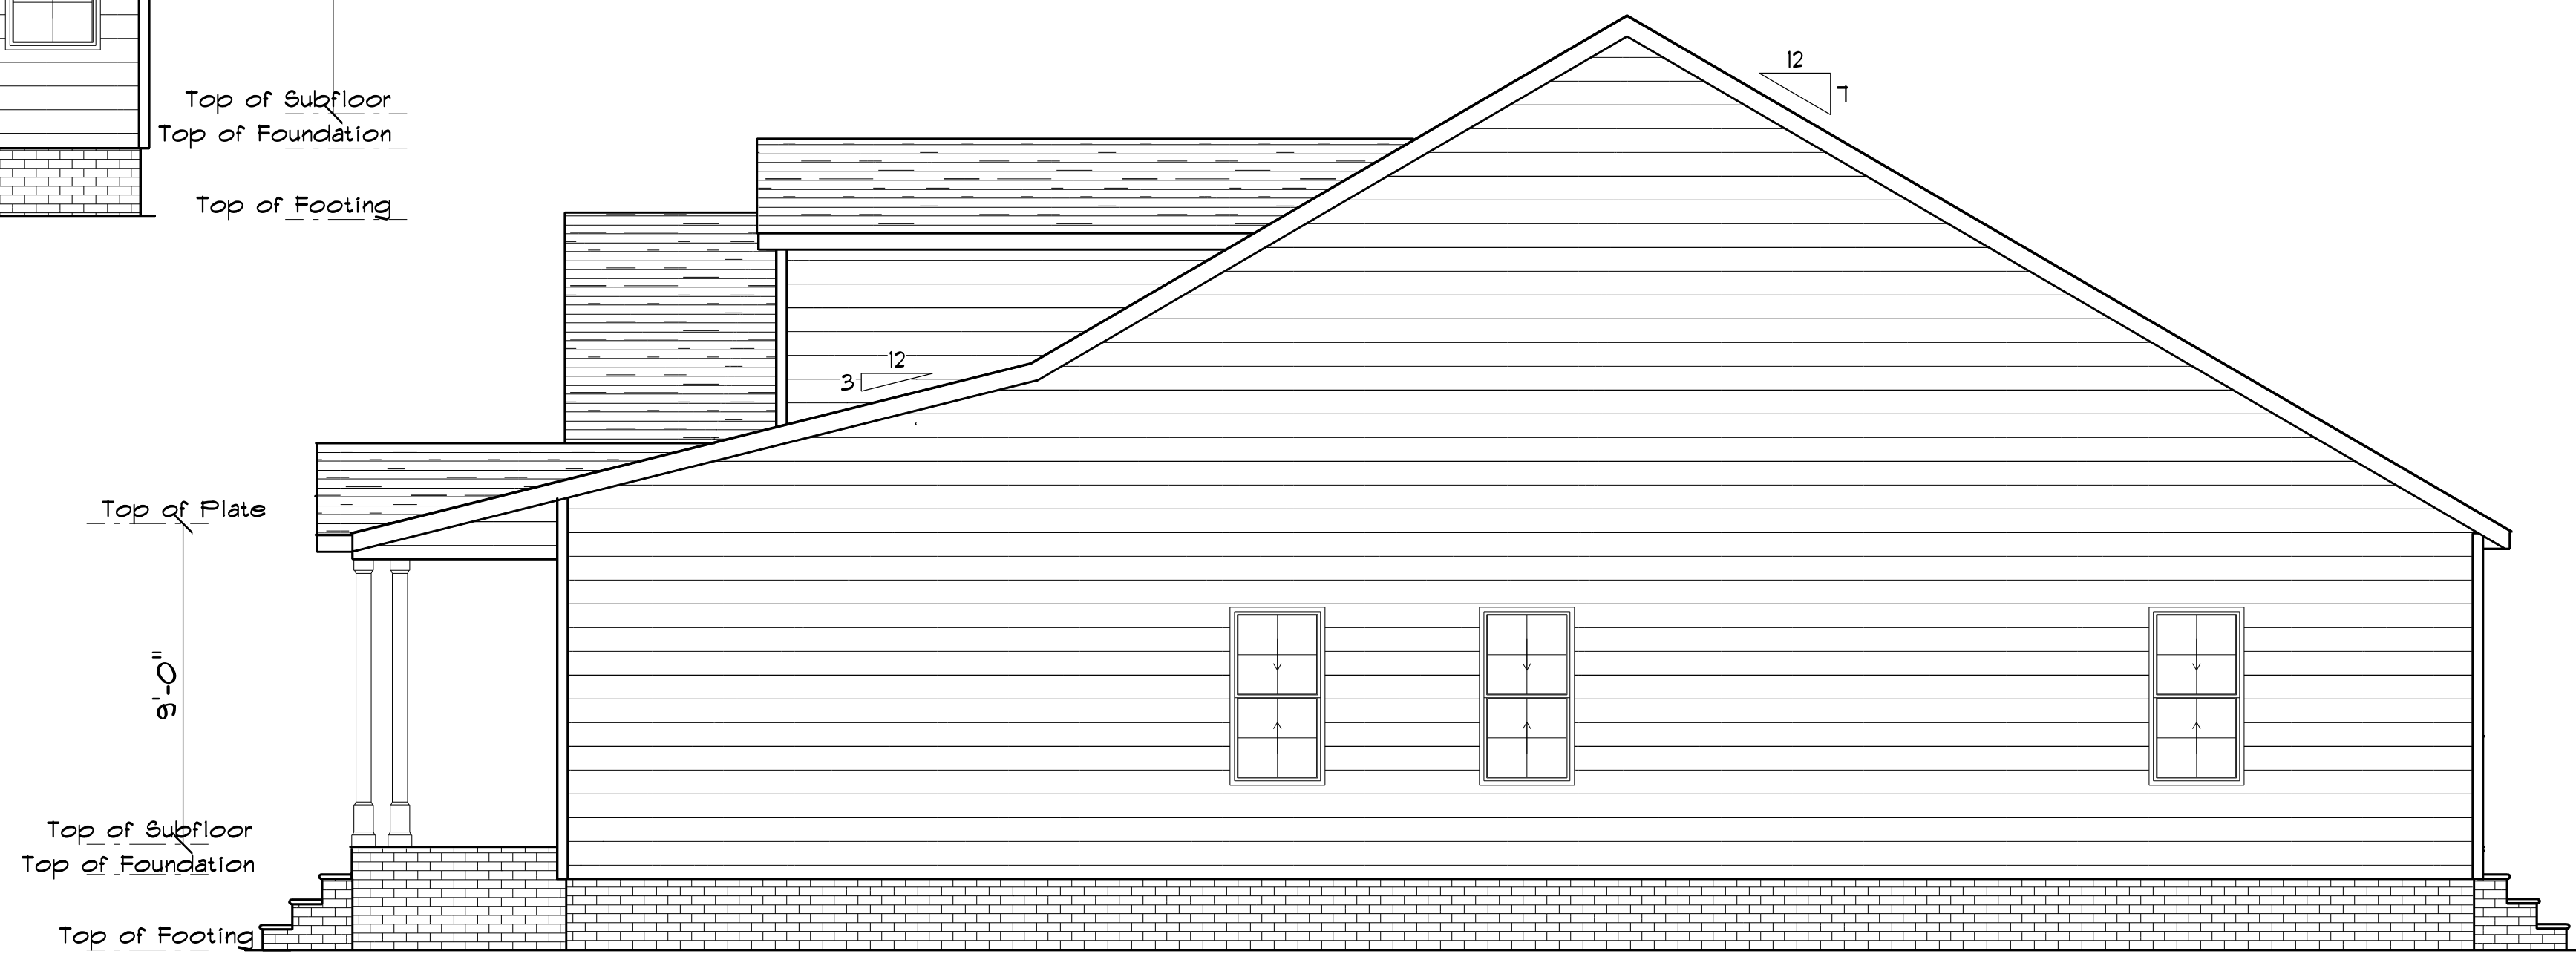 12
7
Top of Subfloor
Top of Foundation
Top of Footing
12
3
Top of Plate
9'-0"
Top of Subfloor
Top of Foundation
Top of Footing